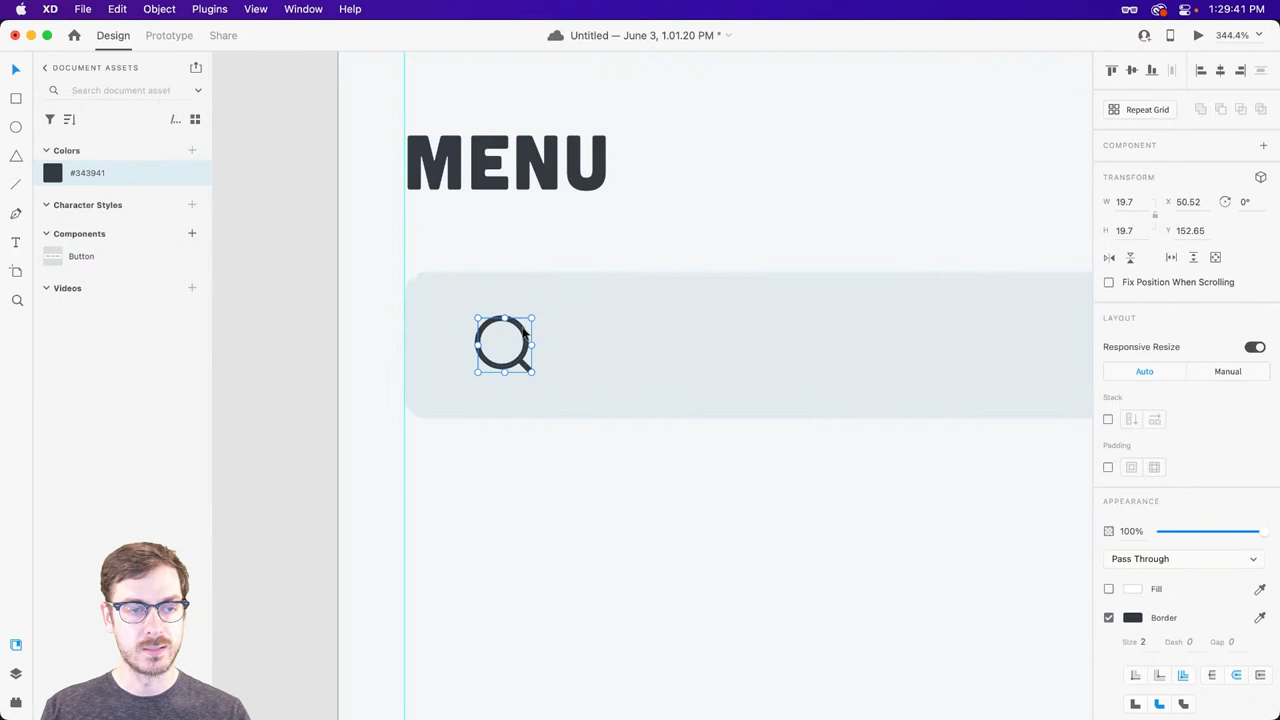 XD File Edit Object Plugins View Window Help 1:29:41 PM
Design Prototype Share Untitled — June 3, 1.01.20 PM * 344.4%
DOCUMENT ASSETS
Search document asset
Colors
#343941
Character Styles
Components
Button
Videos
MENU
Repeat Grid
COMPONENT
TRANSFORM
W 19.7 X 50.52 0°
H 19.7 Y 152.65
Fix Position When Scrolling
LAYOUT
Responsive Resize
Auto Manual
Stack
Padding
APPEARANCE
100%
Pass Through
Fill
Border
Size 2 Dash 0 Gap 0